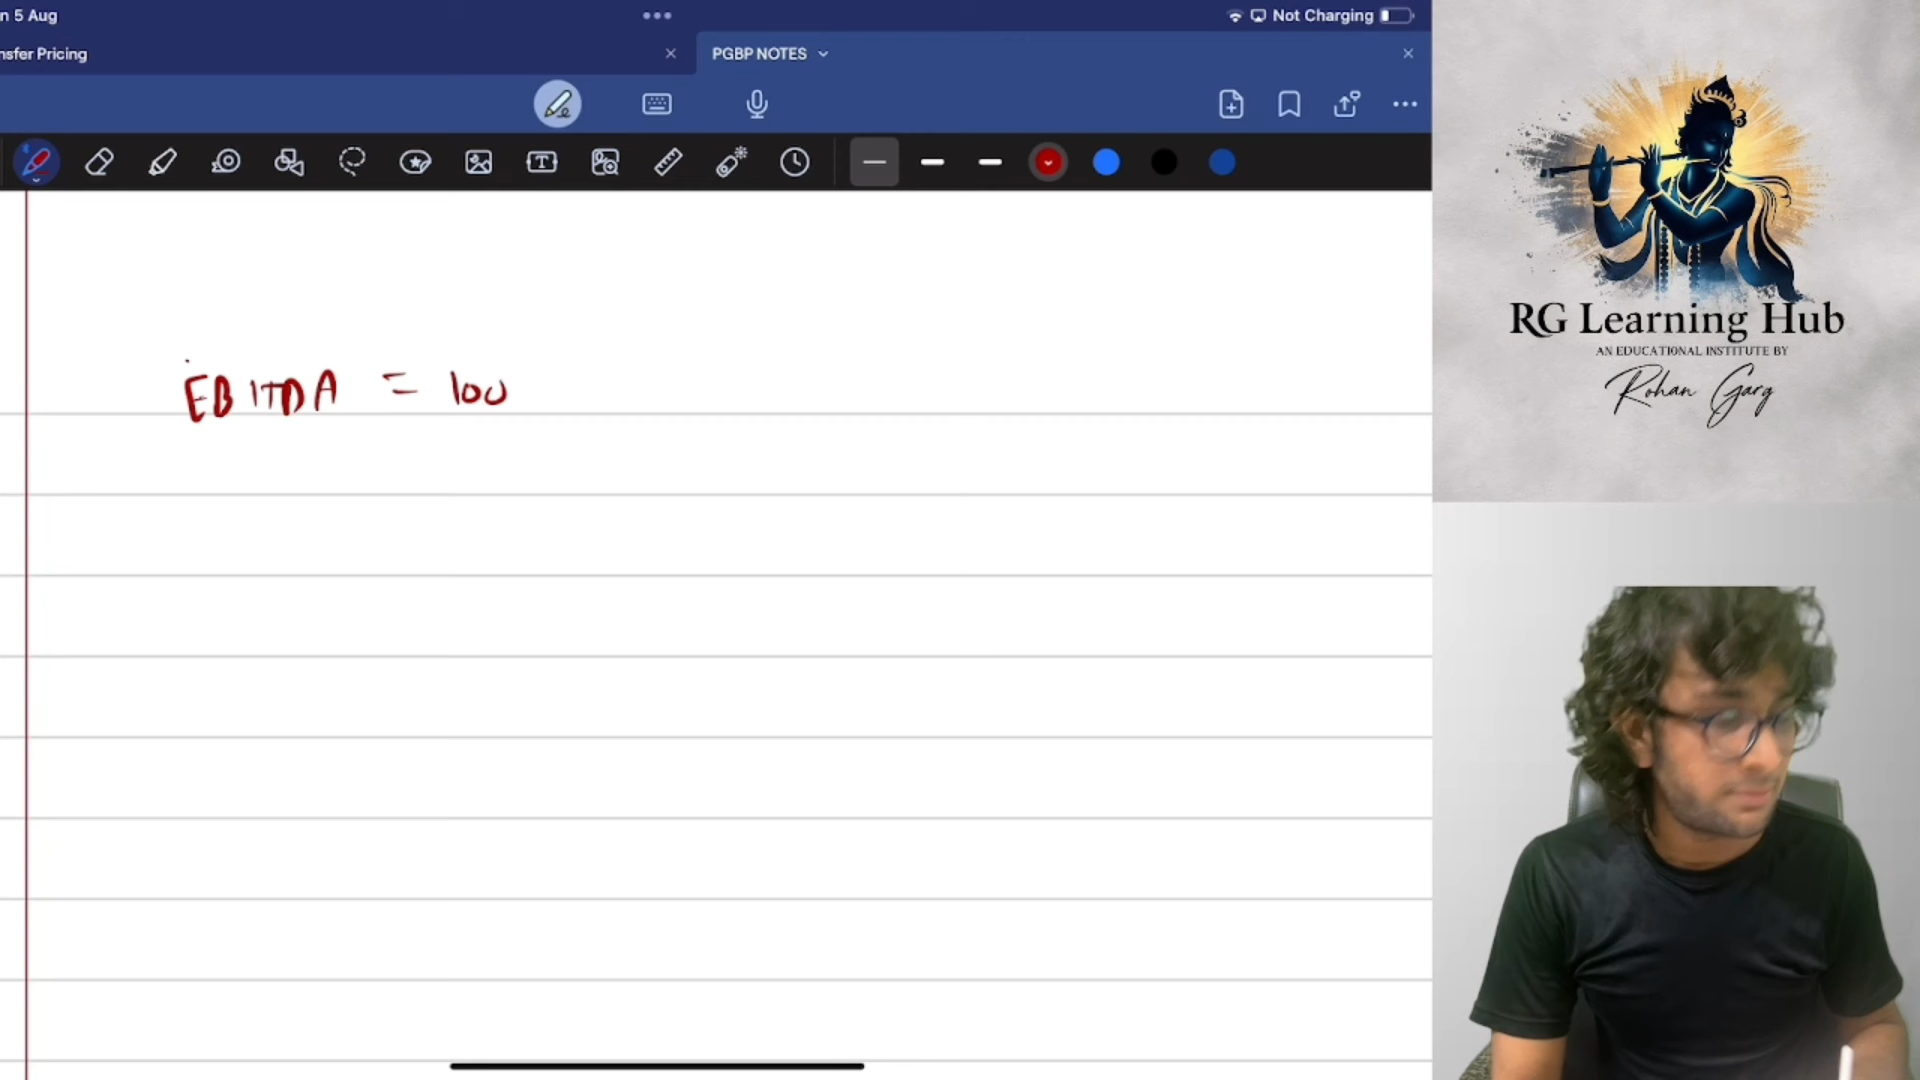 n 5 Aug
Not Charging
nsfer Pricing
PGBP NOTES
EBITDA = 100
RG Learning Hub
AN EDUCATIONAL INSTITUTE BY
Rohan Garg